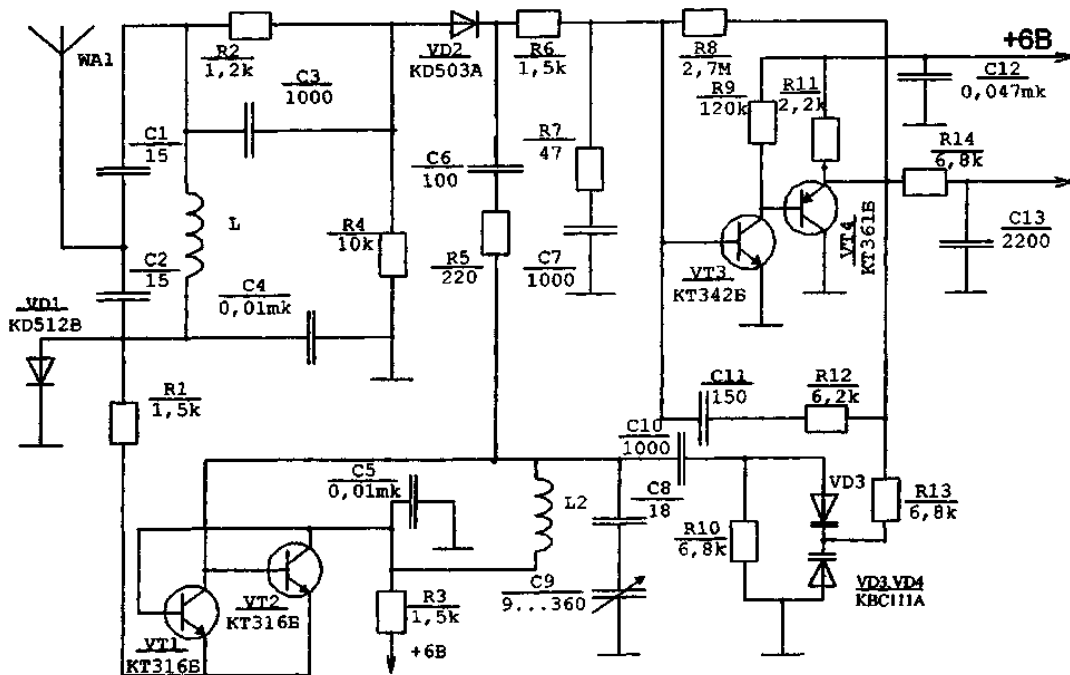 WA1
R2
1,2k
C3
1000
VD2
KD503A
R6
1,5k
R8
2,7M
+6B
C12
0,047mk
R9
120k
R11
2,2k
R14
6,8k
C1
15
C6
100
R7
47
L
R4
10k
R5
220
C7
1000
VT3
KT342Б
VT4
KT361Б
C13
2200
C2
15
C4
0,01mk
VD1
KD512B
R1
1,5k
C11
150
R12
6,2k
C10
1000
C5
0,01mk
L2
C8
18
VD3
R13
6,8k
R10
6,8k
VT2
KT316Б
R3
1,5k
C9
9...360
VD3,VD4
KBC111A
VT1
KT316Б
+6B